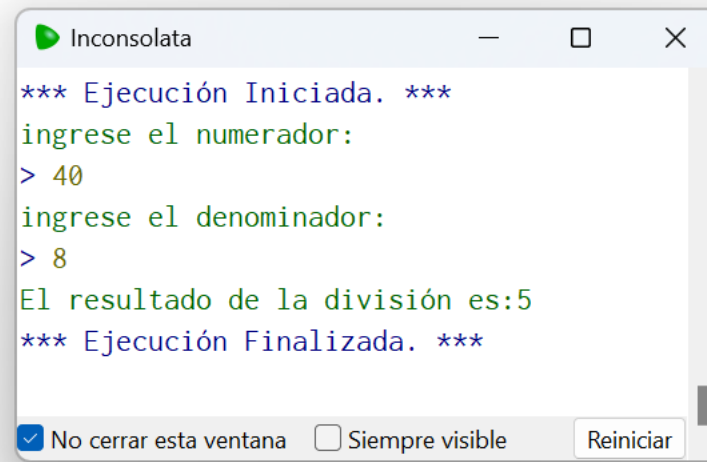 Inconsolata
*** Ejecución Iniciada. ***
ingrese el numerador:
> 40
ingrese el denominador:
> 8
El resultado de la división es:5
*** Ejecución Finalizada. ***
No cerrar esta ventana Siempre visible Reiniciar